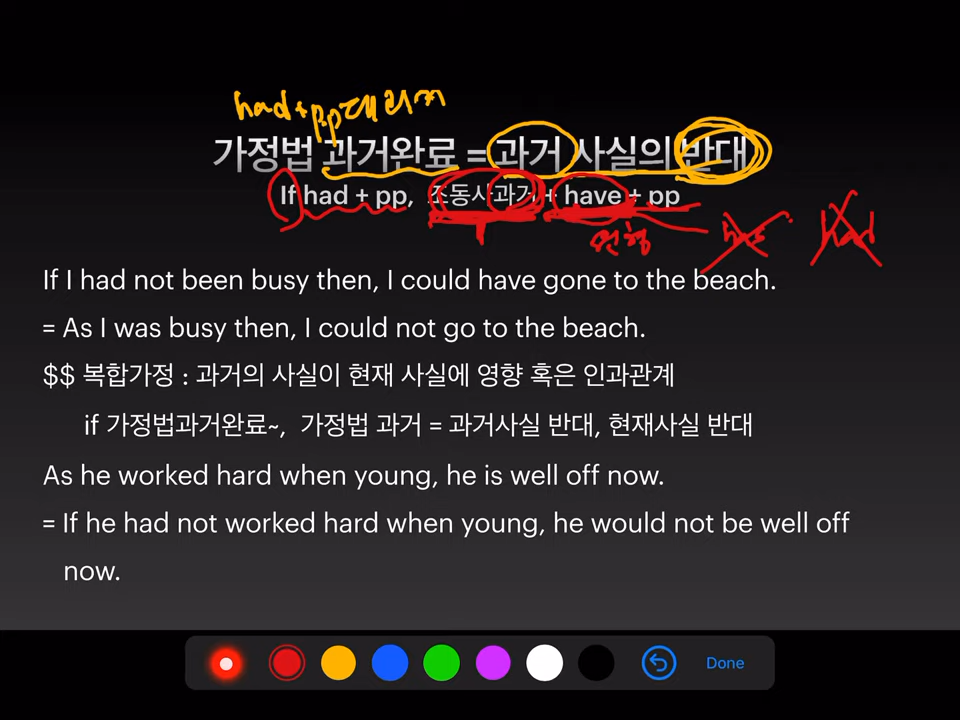 had + p.p
가정법 과거완료 = 과거 사실의 반대
If had + pp, 조동사과거 + have + pp
원형 has had
If I had not been busy then, I could have gone to the beach.
= As I was busy then, I could not go to the beach.
$$ 복합가정 : 과거의 사실이 현재 사실에 영향 혹은 인과관계
if 가정법과거완료~, 가정법 과거 = 과거사실 반대, 현재사실 반대
As he worked hard when young, he is well off now.
= If he had not worked hard when young, he would not be well off
now.
Done